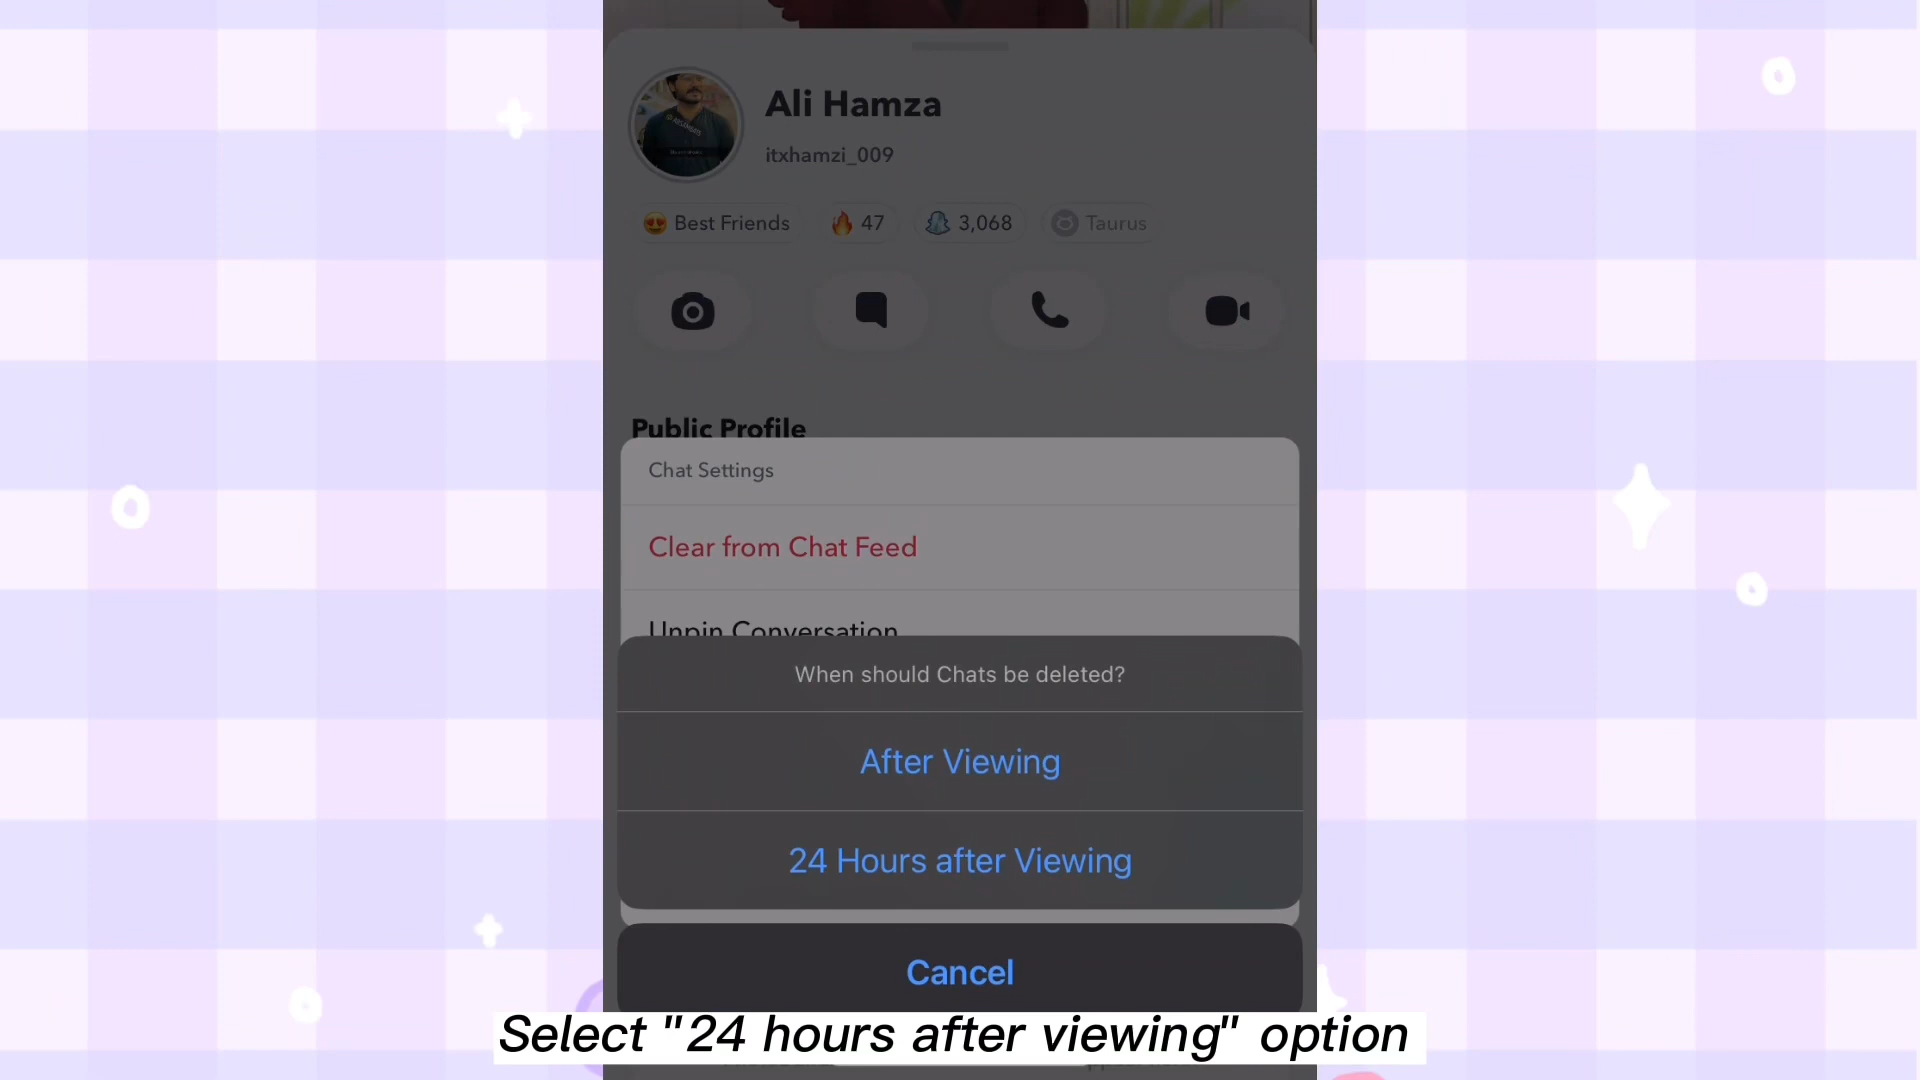 Ali Hamza
itxhamzi_009
Best Friends
47
3,068
Taurus
Public Profile
Chat Settings
Clear from Chat Feed
Unpin Conversation
When should Chats be deleted?
After Viewing
24 Hours after Viewing
Cancel
Select "24 hours after viewing" option